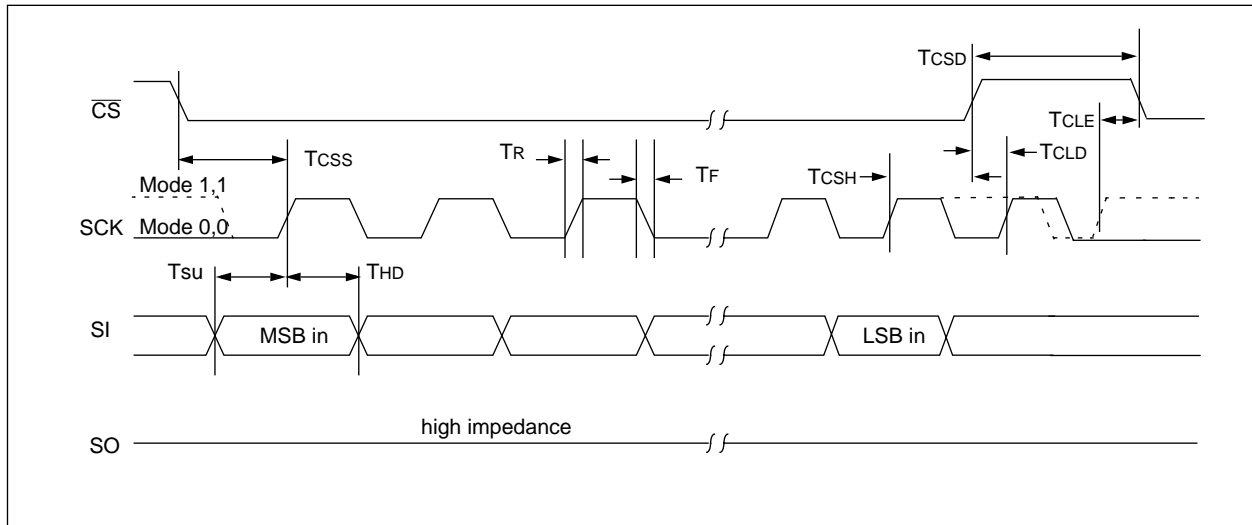 TCSD
CS
TCLE
TCSS
TR
TF
TCSH
TCLD
Mode 1,1
SCK
Mode 0,0
Tsu
THD
SI
MSB in
LSB in
high impedance
SO